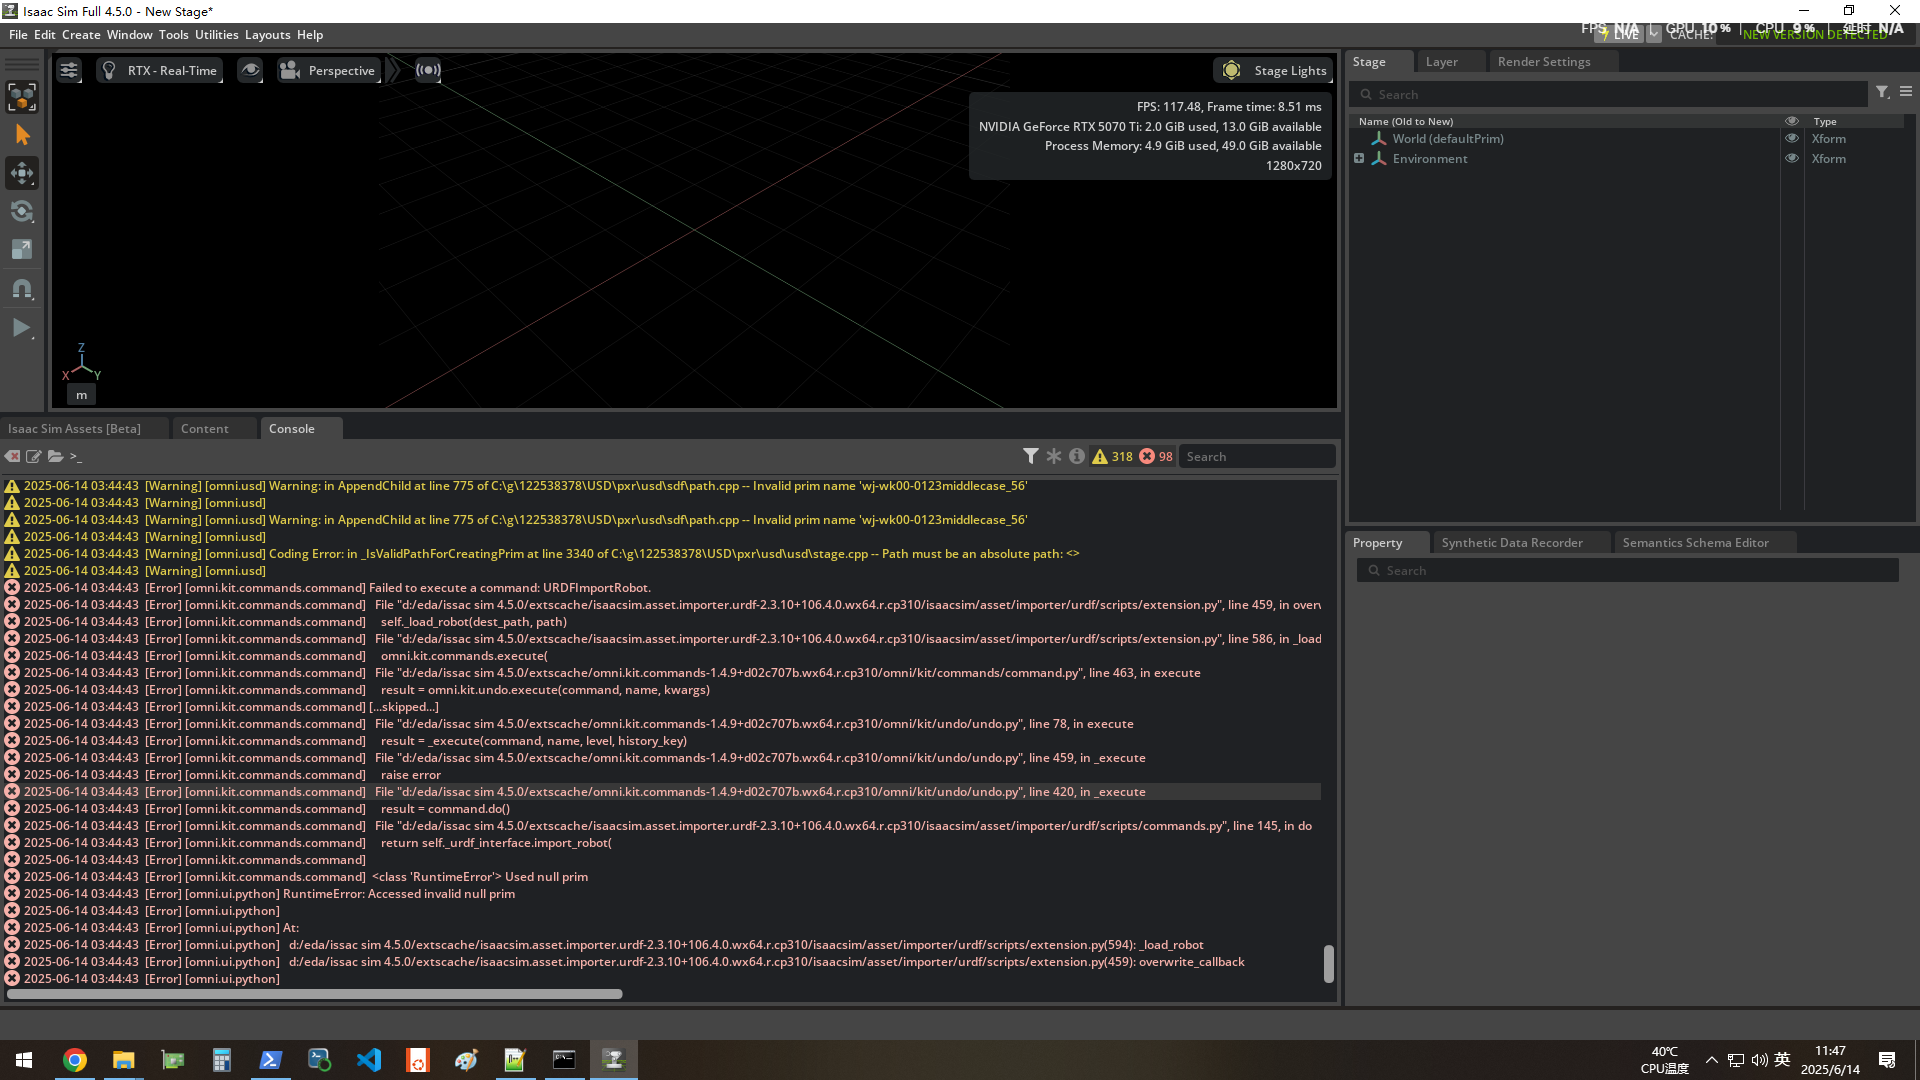 Isaac Sim Full 4.5.0 - New Stage*
File Edit Create Window Tools Utilities Layouts Help
FPS N/A | GPU 10% | CPU 9% | 延时 N/A
LIVE CACHE: NEW VERSION DETECTED
RTX - Real-Time
Perspective
Stage Lights
FPS: 117.48, Frame time: 8.51 ms
NVIDIA GeForce RTX 5070 Ti: 2.0 GiB used, 13.0 GiB available
Process Memory: 4.9 GiB used, 49.0 GiB available
1280x720
Z
X Y
m
Stage Layer Render Settings
Search
Name (Old to New) Type
World (defaultPrim) Xform
Environment Xform
Isaac Sim Assets [Beta] Content Console
>_ 318 98 Search
2025-06-14 03:44:43 [Warning] [omni.usd] Warning: in AppendChild at line 775 of C:\g\122538378\USD\pxr\usd\sdf\path.cpp -- Invalid prim name 'wj-wk00-0123middlecase_56'
2025-06-14 03:44:43 [Warning] [omni.usd]
2025-06-14 03:44:43 [Warning] [omni.usd] Warning: in AppendChild at line 775 of C:\g\122538378\USD\pxr\usd\sdf\path.cpp -- Invalid prim name 'wj-wk00-0123middlecase_56'
2025-06-14 03:44:43 [Warning] [omni.usd]
2025-06-14 03:44:43 [Warning] [omni.usd] Coding Error: in _IsValidPathForCreatingPrim at line 3340 of C:\g\122538378\USD\pxr\usd\usd\stage.cpp -- Path must be an absolute path: <>
2025-06-14 03:44:43 [Warning] [omni.usd]
2025-06-14 03:44:43 [Error] [omni.kit.commands.command] Failed to execute a command: URDFImportRobot.
2025-06-14 03:44:43 [Error] [omni.kit.commands.command] File "d:/eda/issac sim 4.5.0/extscache/isaacsim.asset.importer.urdf-2.3.10+106.4.0.wx64.r.cp310/isaacsim/asset/importer/urdf/scripts/extension.py", line 459, in overv
2025-06-14 03:44:43 [Error] [omni.kit.commands.command] self._load_robot(dest_path, path)
2025-06-14 03:44:43 [Error] [omni.kit.commands.command] File "d:/eda/issac sim 4.5.0/extscache/isaacsim.asset.importer.urdf-2.3.10+106.4.0.wx64.r.cp310/isaacsim/asset/importer/urdf/scripts/extension.py", line 586, in _load
2025-06-14 03:44:43 [Error] [omni.kit.commands.command] omni.kit.commands.execute(
2025-06-14 03:44:43 [Error] [omni.kit.commands.command] File "d:/eda/issac sim 4.5.0/extscache/omni.kit.commands-1.4.9+d02c707b.wx64.r.cp310/omni/kit/commands/command.py", line 463, in execute
2025-06-14 03:44:43 [Error] [omni.kit.commands.command] result = omni.kit.undo.execute(command, name, kwargs)
2025-06-14 03:44:43 [Error] [omni.kit.commands.command] [...skipped...]
2025-06-14 03:44:43 [Error] [omni.kit.commands.command] File "d:/eda/issac sim 4.5.0/extscache/omni.kit.commands-1.4.9+d02c707b.wx64.r.cp310/omni/kit/undo/undo.py", line 78, in execute
2025-06-14 03:44:43 [Error] [omni.kit.commands.command] result = _execute(command, name, level, history_key)
2025-06-14 03:44:43 [Error] [omni.kit.commands.command] File "d:/eda/issac sim 4.5.0/extscache/omni.kit.commands-1.4.9+d02c707b.wx64.r.cp310/omni/kit/undo/undo.py", line 459, in _execute
2025-06-14 03:44:43 [Error] [omni.kit.commands.command] raise error
2025-06-14 03:44:43 [Error] [omni.kit.commands.command] File "d:/eda/issac sim 4.5.0/extscache/omni.kit.commands-1.4.9+d02c707b.wx64.r.cp310/omni/kit/undo/undo.py", line 420, in _execute
2025-06-14 03:44:43 [Error] [omni.kit.commands.command] result = command.do()
2025-06-14 03:44:43 [Error] [omni.kit.commands.command] File "d:/eda/issac sim 4.5.0/extscache/isaacsim.asset.importer.urdf-2.3.10+106.4.0.wx64.r.cp310/isaacsim/asset/importer/urdf/scripts/commands.py", line 145, in do
2025-06-14 03:44:43 [Error] [omni.kit.commands.command] return self._urdf_interface.import_robot(
2025-06-14 03:44:43 [Error] [omni.kit.commands.command]
2025-06-14 03:44:43 [Error] [omni.kit.commands.command] <class 'RuntimeError'> Used null prim
2025-06-14 03:44:43 [Error] [omni.ui.python] RuntimeError: Accessed invalid null prim
2025-06-14 03:44:43 [Error] [omni.ui.python]
2025-06-14 03:44:43 [Error] [omni.ui.python] At:
2025-06-14 03:44:43 [Error] [omni.ui.python] d:/eda/issac sim 4.5.0/extscache/isaacsim.asset.importer.urdf-2.3.10+106.4.0.wx64.r.cp310/isaacsim/asset/importer/urdf/scripts/extension.py(594): _load_robot
2025-06-14 03:44:43 [Error] [omni.ui.python] d:/eda/issac sim 4.5.0/extscache/isaacsim.asset.importer.urdf-2.3.10+106.4.0.wx64.r.cp310/isaacsim/asset/importer/urdf/scripts/extension.py(459): overwrite_callback
2025-06-14 03:44:43 [Error] [omni.ui.python]
Property Synthetic Data Recorder Semantics Schema Editor
Search
40℃
CPU温度
英
11:47
2025/6/14